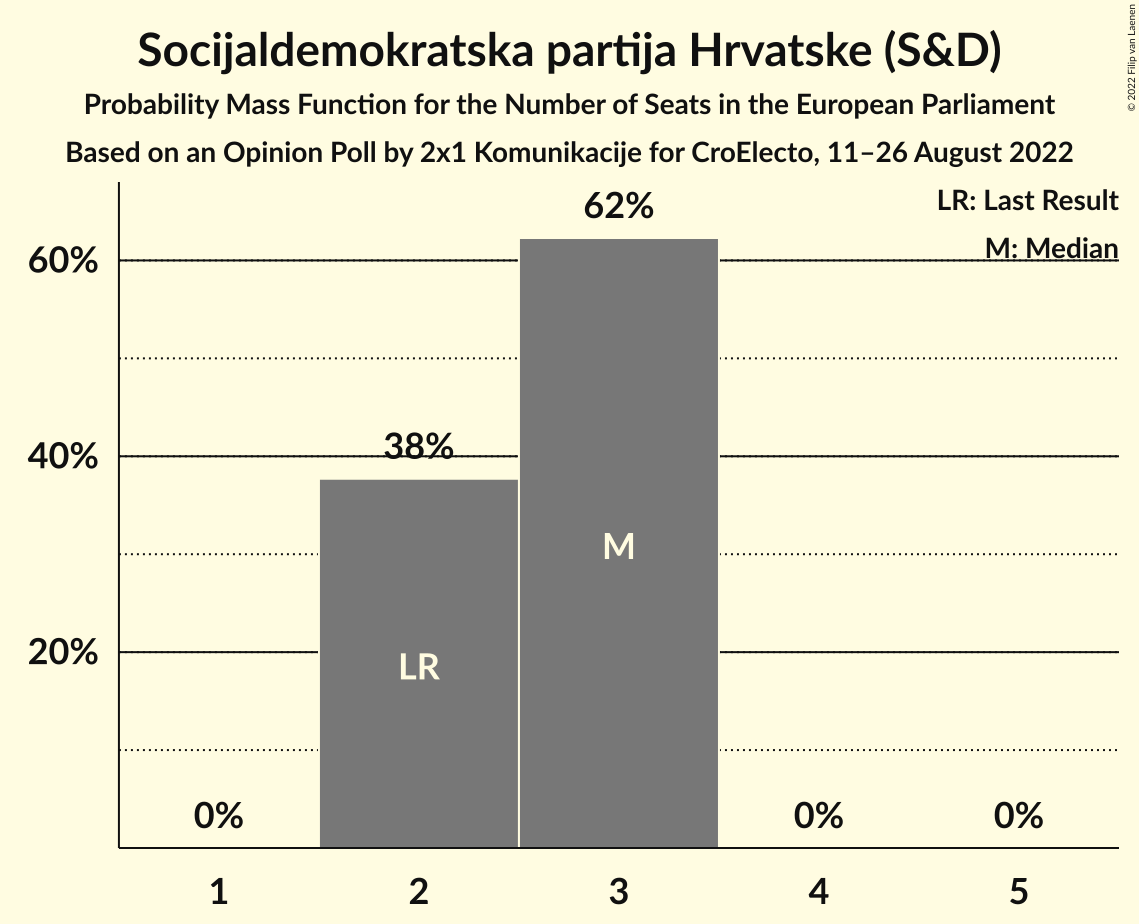 Socijaldemokratska partija Hrvatske (S&D)
Probability Mass Function for the Number of Seats in the European Parliament
Based on an Opinion Poll by 2x1 Komunikacije for CroElecto, 11–26 August 2022
© 2022 Filip van Laenen
LR: Last Result
M: Median
60%
40%
20%
0%
38%
62%
0%
0%
LR
M
1
2
3
4
5